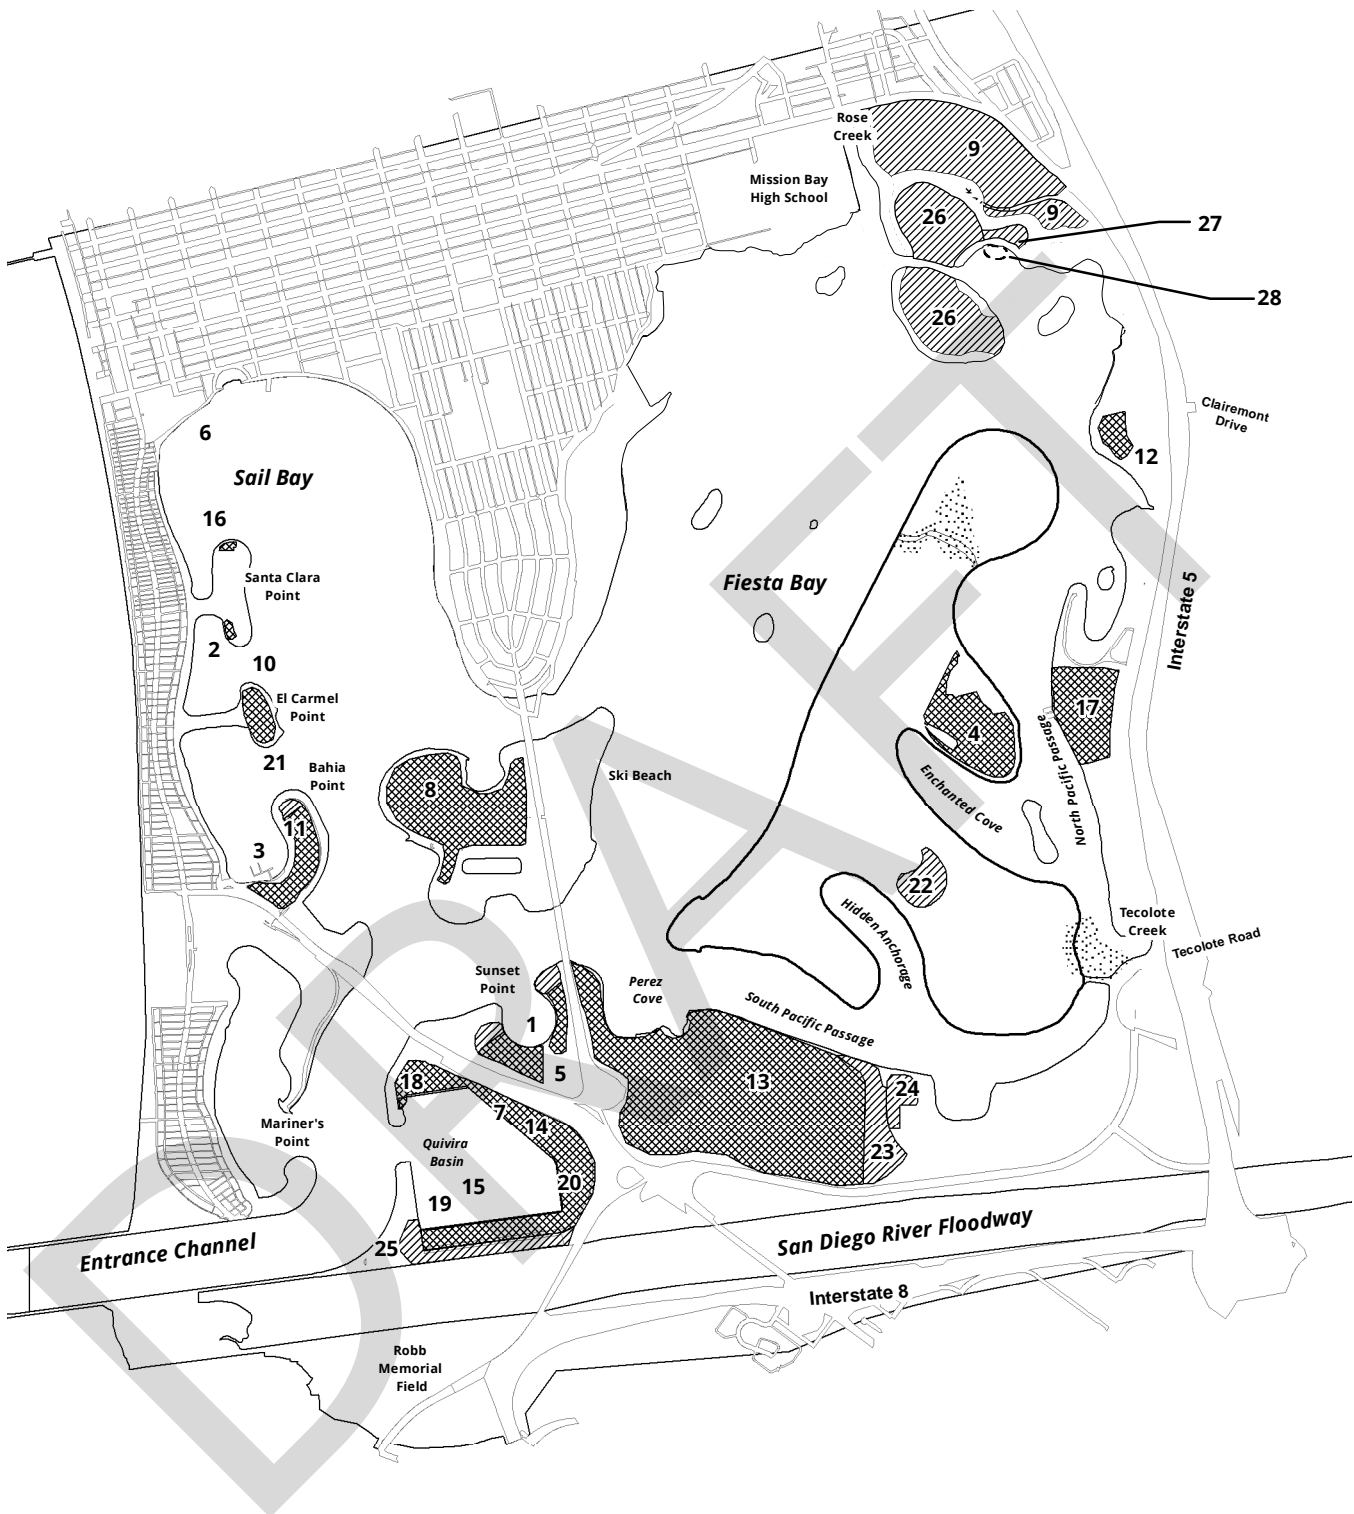 Rose
Creek
9
Mission Bay
High School
26
9
27
28
26
Clairemont
Drive
6
12
Sail Bay
16
Santa Clara
Point
Fiesta Bay
Interstate 5
2
10
El Carmel
Point
17
4
21
Bahia
Point
Ski Beach
North Pacific Passage
8
Enchanted Cove
11
3
22
Hidden Anchorage
Tecolote
Creek
Tecolote Road
Sunset
Point
Perez
Cove
South Pacific Passage
1
5
18
13
24
7
14
Mariner's
Point
Quivira
Basin
23
15
20
19
25
Entrance Channel
San Diego River Floodway
Interstate 8
Robb
Memorial
Field
DRAFT